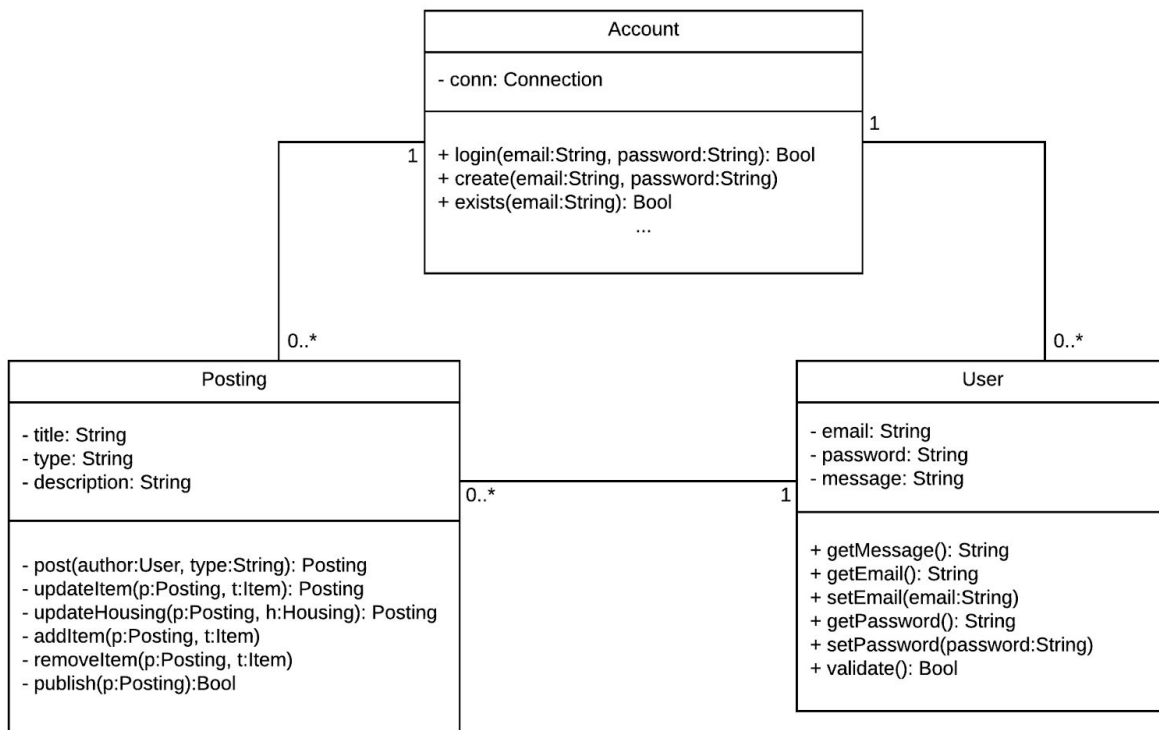 Account
- conn: Connection
+ login(email:String, password:String): Bool
+ create(email:String, password:String)
+ exists(email:String): Bool
...
1
1
0..*
0..*
Posting
- title: String
- type: String
- description: String
- post(author:User, type:String): Posting
- updateItem(p:Posting, t:Item): Posting
- updateHousing(p:Posting, h:Housing): Posting
- addItem(p:Posting, t:Item)
- removeItem(p:Posting, t:Item)
- publish(p:Posting):Bool
0..*
1
User
- email: String
- password: String
- message: String
+ getMessage(): String
+ getEmail(): String
+ setEmail(email:String)
+ getPassword(): String
+ setPassword(password:String)
+ validate(): Bool